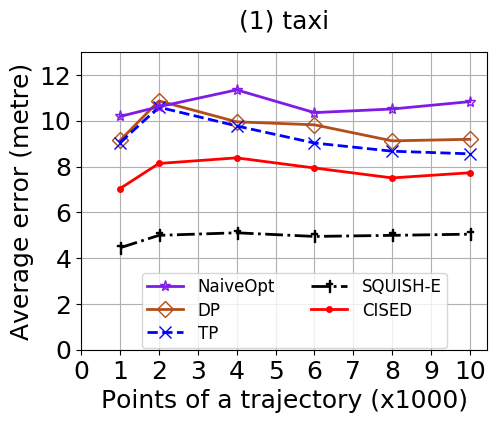 (1) taxi
Average error (metre)
12
10
8
6
4
2
0
NaiveOpt
DP
TP
SQUISH-E
CISED
0 1 2 3 4 5 6 7 8 9 10
Points of a trajectory (x1000)